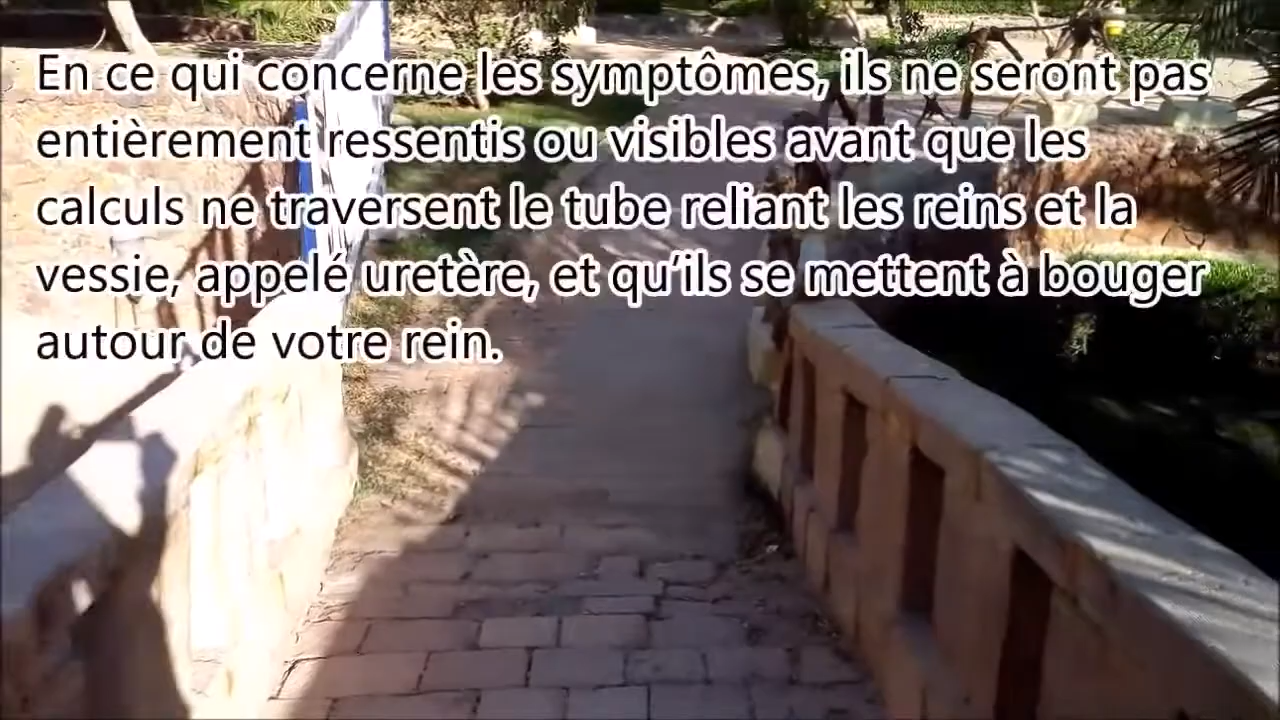 En ce qui concerne les symptômes, ils ne seront pas
entièrement ressentis ou visibles avant que les
calculs ne traversent le tube reliant les reins et la
vessie, appelé uretère, et qu’ils se mettent à bouger
autour de votre rein.